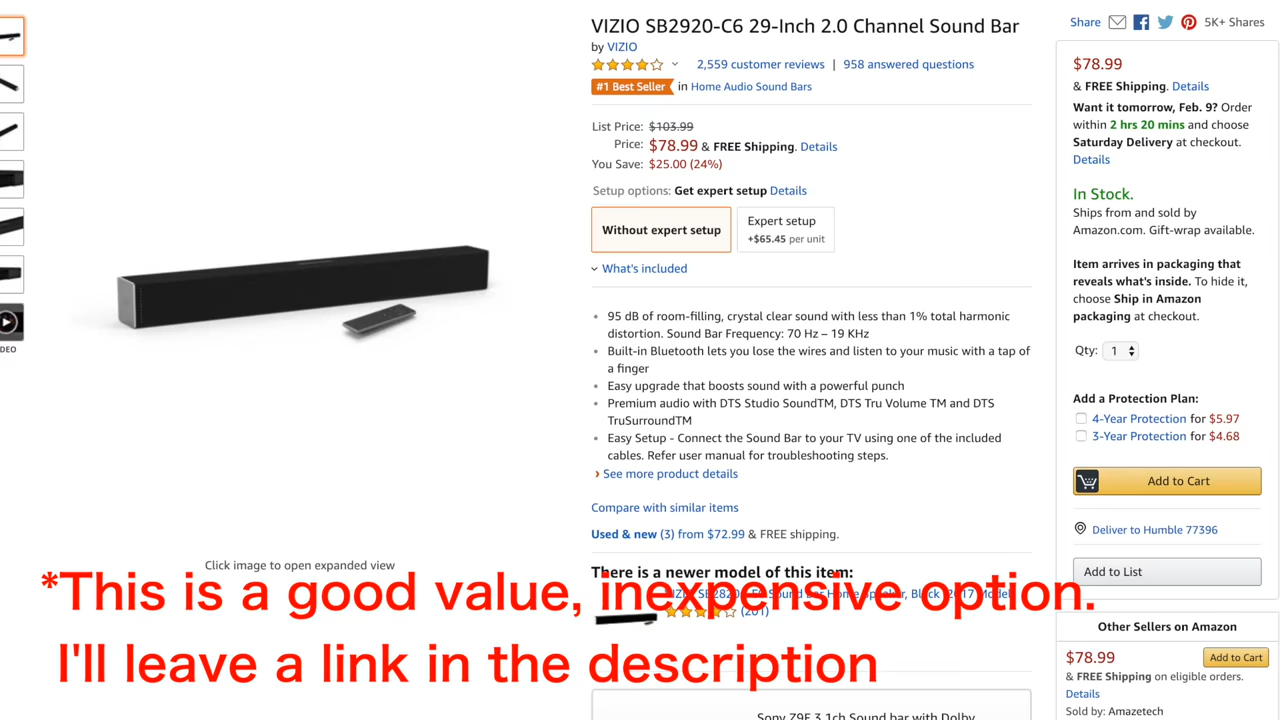 VIZIO SB2920-C6 29-Inch 2.0 Channel Sound Bar
by VIZIO
2,559 customer reviews | 958 answered questions
#1 Best Seller in Home Audio Sound Bars
List Price: $103.99
Price: $78.99 & FREE Shipping. Details
You Save: $25.00 (24%)
Setup options: Get expert setup Details
Without expert setup
Expert setup
+$65.45 per unit
What's included
95 dB of room-filling, crystal clear sound with less than 1% total harmonic
distortion. Sound Bar Frequency: 70 Hz – 19 KHz
Built-in Bluetooth lets you lose the wires and listen to your music with a tap of
a finger
Easy upgrade that boosts sound with a powerful punch
Premium audio with DTS Studio SoundTM, DTS Tru Volume TM and DTS
TruSurroundTM
Easy Setup - Connect the Sound Bar to your TV using one of the included
cables. Refer user manual for troubleshooting steps.
› See more product details
Compare with similar items
Used & new (3) from $72.99 & FREE shipping.
There is a newer model of this item:
(201)
Sony Z9F 3.1ch Sound bar with Dolby
DEO
Click image to open expanded view
*This is a good value, inexpensive option.
I'll leave a link in the description
Share 5K+ Shares
$78.99
& FREE Shipping. Details
Want it tomorrow, Feb. 9? Order
within 2 hrs 20 mins and choose
Saturday Delivery at checkout.
Details
In Stock.
Ships from and sold by
Amazon.com. Gift-wrap available.
Item arrives in packaging that
reveals what's inside. To hide it,
choose Ship in Amazon
packaging at checkout.
Qty: 1
Add a Protection Plan:
4-Year Protection for $5.97
3-Year Protection for $4.68
Add to Cart
Deliver to Humble 77396
Add to List
Other Sellers on Amazon
$78.99 Add to Cart
& FREE Shipping on eligible orders.
Details
Sold by: Amazetech